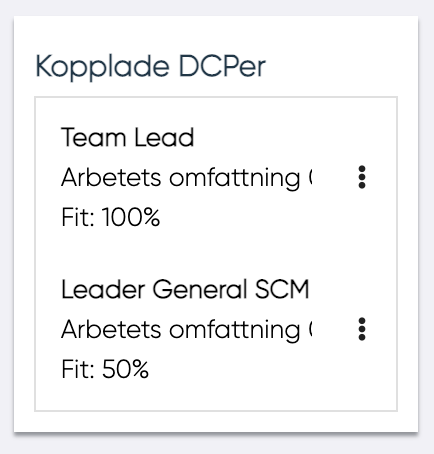 Kopplade DCPer
Team Lead
Arbetets omfattning
Fit: 100%
Leader General SCM
Arbetets omfattning
Fit: 50%